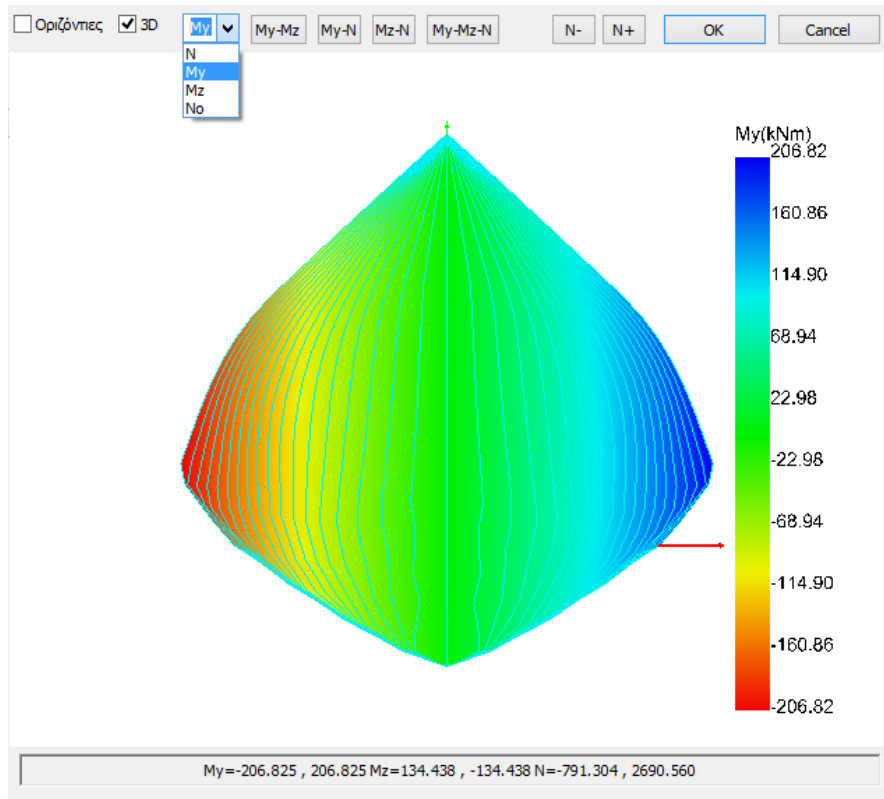 Οριζόντιες 3D My My-Mz My-N Mz-N My-Mz-N N- N+ OK Cancel
N
My
Mz
No
My(kNm)
206.82
160.86
114.90
68.94
22.98
-22.98
-68.94
-114.90
-160.86
-206.82
My=-206.825 , 206.825 Mz=134.438 , -134.438 N=-791.304 , 2690.560